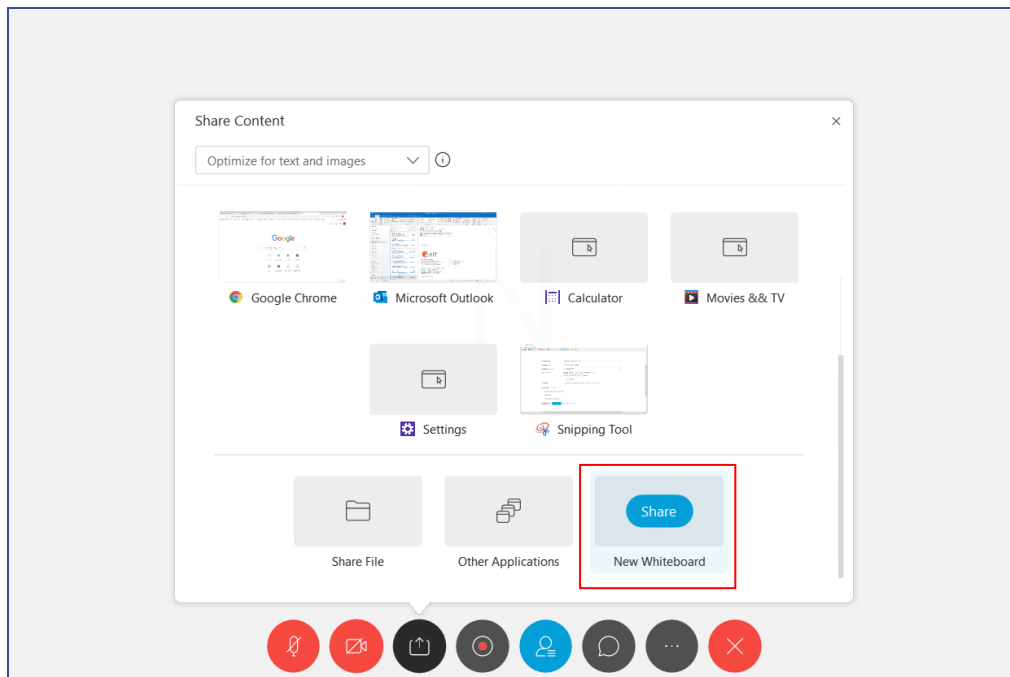 Share Content
Optimize for text and images
Google
Google Chrome
Microsoft Outlook
Calculator
Movies && TV
Settings
Snipping Tool
Share
Share File
Other Applications
New Whiteboard